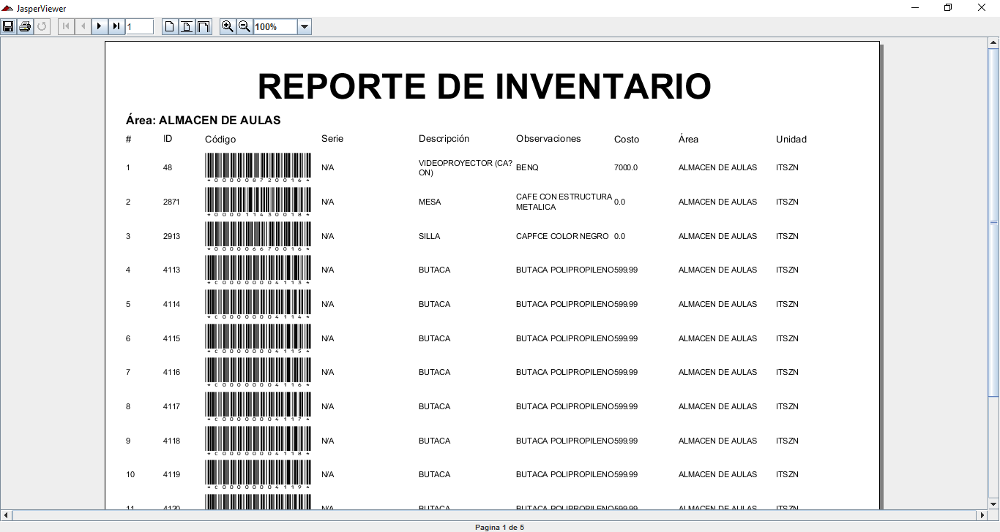 JasperViewer
1
100%
REPORTE DE INVENTARIO
Área: ALMACEN DE AULAS
# ID Código Serie Descripción Observaciones Costo Área Unidad
1 48 N/A VIDEOPROYECTOR (CA? BENQ 7000.0 ALMACEN DE AULAS ITSZN
ON)
*000008720016*
2 2871 N/A MESA CAFE CON ESTRUCTURA 0.0 ALMACEN DE AULAS ITSZN
METALICA
*000011430018*
3 2913 N/A SILLA CAPFCE COLOR NEGRO 0.0 ALMACEN DE AULAS ITSZN
*000006670016*
4 4113 N/A BUTACA BUTACA POLIPROPILENO 599.99 ALMACEN DE AULAS ITSZN
*C00000004113*
5 4114 N/A BUTACA BUTACA POLIPROPILENO 599.99 ALMACEN DE AULAS ITSZN
*C00000004114*
6 4115 N/A BUTACA BUTACA POLIPROPILENO 599.99 ALMACEN DE AULAS ITSZN
*C00000004115*
7 4116 N/A BUTACA BUTACA POLIPROPILENO 599.99 ALMACEN DE AULAS ITSZN
*C00000004116*
8 4117 N/A BUTACA BUTACA POLIPROPILENO 599.99 ALMACEN DE AULAS ITSZN
*C00000004117*
9 4118 N/A BUTACA BUTACA POLIPROPILENO 599.99 ALMACEN DE AULAS ITSZN
*C00000004118*
10 4119 N/A BUTACA BUTACA POLIPROPILENO 599.99 ALMACEN DE AULAS ITSZN
*C00000004119*
11 4120 N/A BUTACA BUTACA POLIPROPILENO 599.99 ALMACEN DE AULAS ITSZN
Pagina 1 de 5